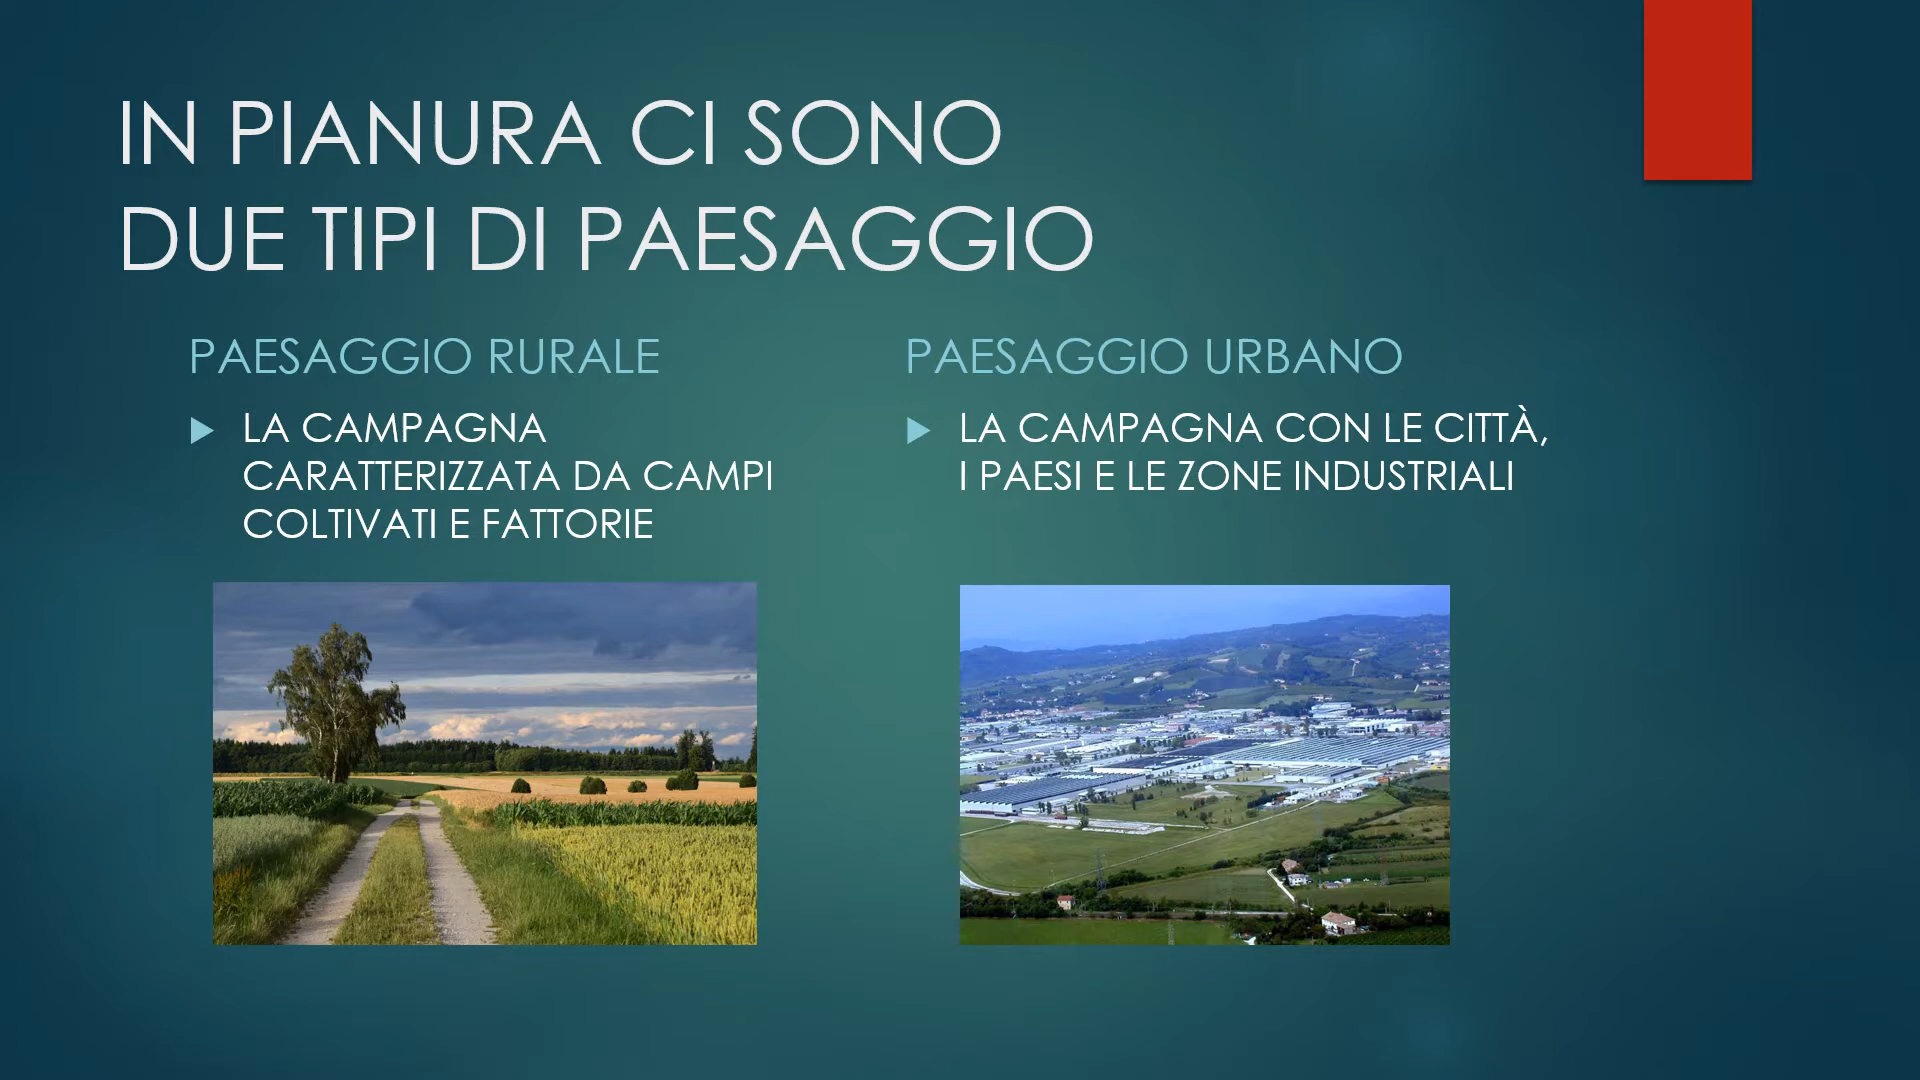 IN PIANURA CI SONO
DUE TIPI DI PAESAGGIO
PAESAGGIO RURALE
LA CAMPAGNA
CARATTERIZZATA DA CAMPI
COLTIVATI E FATTORIE
PAESAGGIO URBANO
LA CAMPAGNA CON LE CITTÀ,
I PAESI E LE ZONE INDUSTRIALI